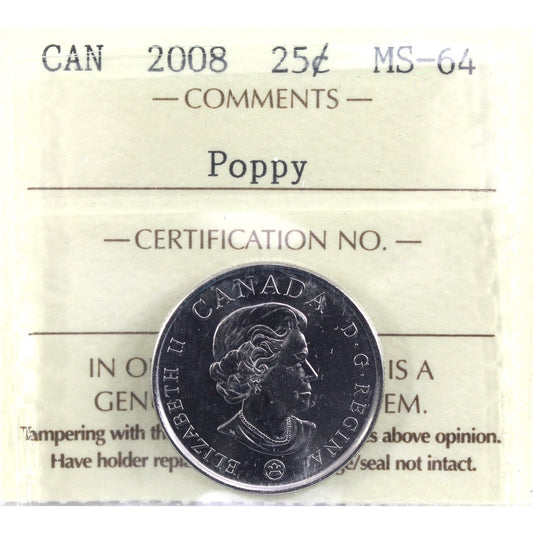 CAN 2008 25¢ MS-64
— COMMENTS —
Poppy
— CERTIFICATION NO. —
CANADA
ELIZABETH II
D·G·REGINA
IN O IS A
GEN EM.
Tampering with th s above opinion.
Have holder repl e/seal not intact.